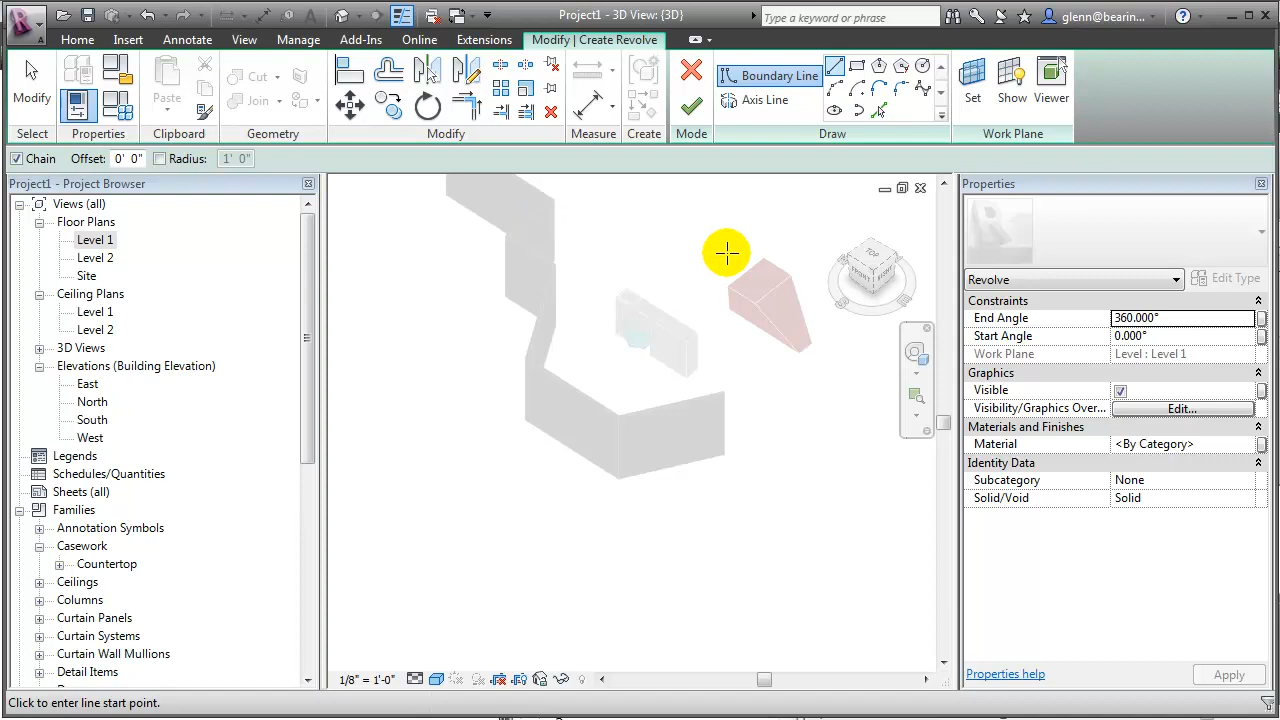 Project1 - 3D View: {3D}
Type a keyword or phrase
glenn@bearin...
Home
Insert
Annotate
View
Manage
Add-Ins
Online
Extensions
Modify | Create Revolve
Modify
Paste
Cut
Join
Boundary Line
Axis Line
Set
Show
Viewer
Select
Properties
Clipboard
Geometry
Modify
Measure
Create
Mode
Draw
Work Plane
Chain
Offset: 0' 0"
Radius: 1' 0"
Project1 - Project Browser
Views (all)
Floor Plans
Level 1
Level 2
Site
Ceiling Plans
Level 1
Level 2
3D Views
Elevations (Building Elevation)
East
North
South
West
Legends
Schedules/Quantities
Sheets (all)
Families
Annotation Symbols
Casework
Countertop
Ceilings
Columns
Curtain Panels
Curtain Systems
Curtain Wall Mullions
Detail Items
TOP
FRONT
RIGHT
1/8" = 1'-0"
Properties
Revolve
Edit Type
Constraints
End Angle 360.000°
Start Angle 0.000°
Work Plane Level : Level 1
Graphics
Visible
Visibility/Graphics Over... Edit...
Materials and Finishes
Material <By Category>
Identity Data
Subcategory None
Solid/Void Solid
Properties help
Apply
Click to enter line start point.